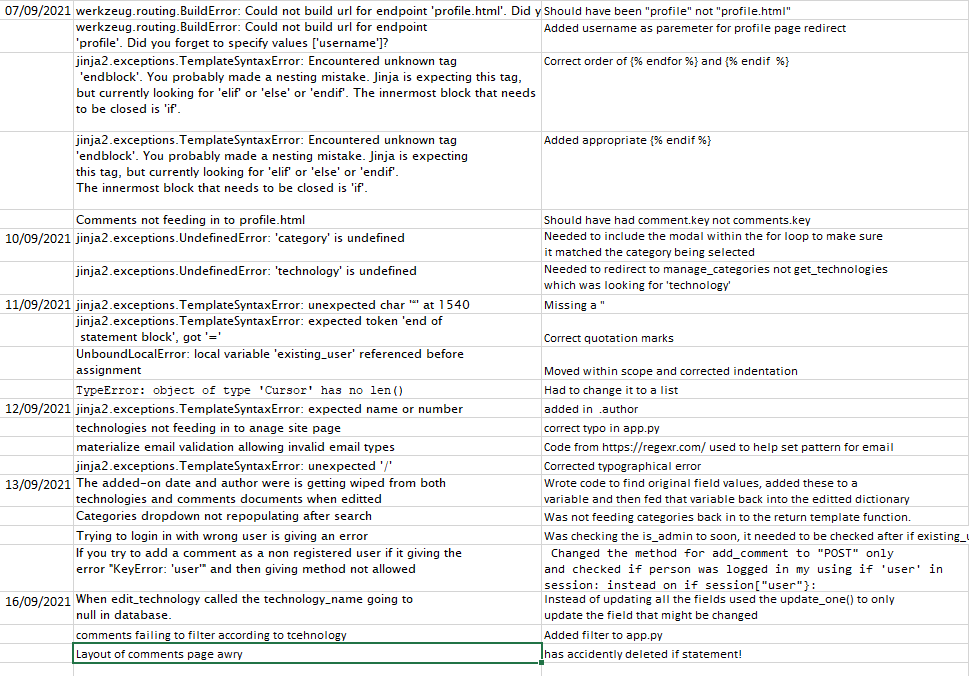 07/09/2021 werkzeug.routing.BuildError: Could not build url for endpoint 'profile.html'. Did y Should have been "profile" not "profile.html"
werkzeug.routing.BuildError: Could not build url for endpoint
'profile'. Did you forget to specify values ['username']?
Added username as paremeter for profile page redirect
jinja2.exceptions.TemplateSyntaxError: Encountered unknown tag
'endblock'. You probably made a nesting mistake. Jinja is expecting this tag,
but currently looking for 'elif' or 'else' or 'endif'. The innermost block that needs
to be closed is 'if'.
Correct order of {% endfor %} and {% endif  %}
jinja2.exceptions.TemplateSyntaxError: Encountered unknown tag
'endblock'. You probably made a nesting mistake. Jinja is expecting
this tag, but currently looking for 'elif' or 'else' or 'endif'.
The innermost block that needs to be closed is 'if'.
Added appropriate {% endif %}
Comments not feeding in to profile.html
Should have had comment.key not comments.key
10/09/2021 jinja2.exceptions.UndefinedError: 'category' is undefined
Needed to include the modal within the for loop to make sure
it matched the category being selected
jinja2.exceptions.UndefinedError: 'technology' is undefined
Needed to redirect to manage_categories not get_technologies
which was looking for 'technology'
11/09/2021 jinja2.exceptions.TemplateSyntaxError: unexpected char '“' at 1540
Missing a "
jinja2.exceptions.TemplateSyntaxError: expected token 'end of
statement block', got '='
Correct quotation marks
UnboundLocalError: local variable 'existing_user' referenced before
assignment
Moved within scope and corrected indentation
TypeError: object of type 'Cursor' has no len()
Had to change it to a list
12/09/2021 jinja2.exceptions.TemplateSyntaxError: expected name or number
added in  .author
technologies not feeding in to anage site page
correct typo in app.py
materialize email validation allowing invalid email types
Code from https://regexr.com/ used to help set pattern for email
jinja2.exceptions.TemplateSyntaxError: unexpected '/'
Corrected typographical error
13/09/2021 The added-on date and author were is getting wiped from both
technologies and comments documents when editted
Wrote code to find original field values, added these to a
variable and then fed that variable back into the editted dictionary
Categories dropdown not repopulating after search
Was not feeding categories back in to the return template function.
Trying to login in with wrong user is giving an error
Was checking the is_admin to soon, it needed to be checked after if existing_u
If you try to add a comment as a non registered user if it giving the
error "KeyError: 'user'" and then giving method not allowed
Changed the method for add_comment to "POST" only
and checked if person was logged in my using if 'user' in
session: instead on if session["user"}:
16/09/2021 When edit_technology called the technology_name going to
null in database.
Instead of updating all the fields used the update_one() to only
update the field that might be changed
comments failing to filter according to tcehnology
Added filter to app.py
Layout of comments page awry
has accidently deleted if statement!